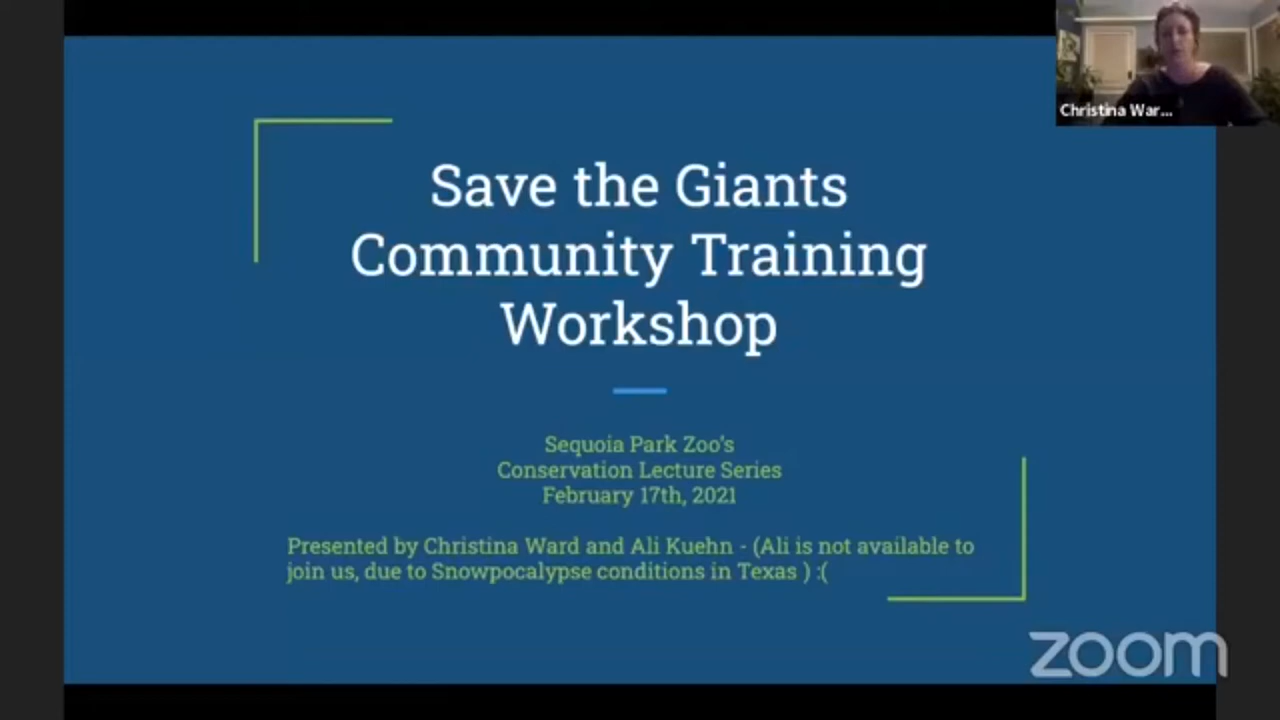 Christina War...
Save the Giants
Community Training
Workshop
Sequoia Park Zoo's
Conservation Lecture Series
February 17th, 2021
Presented by Christina Ward and Ali Kuehn - (Ali is not available to
join us, due to Snowpocalypse conditions in Texas ) :(
zoom